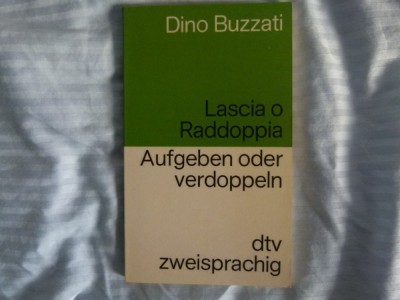 Dino Buzzati
Lascia o
Raddoppia
Aufgeben oder
verdoppeln
dtv
zweisprachig